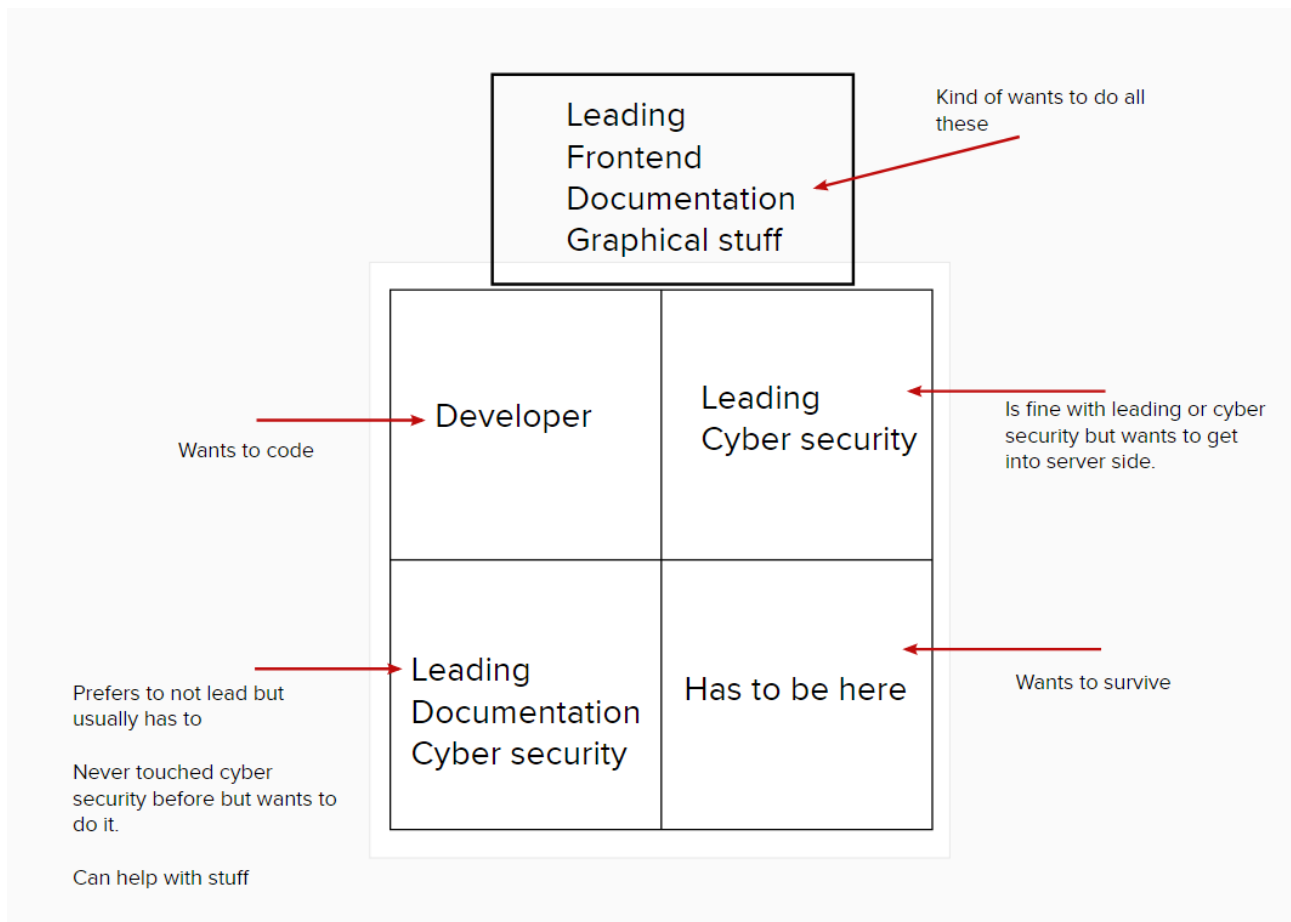 Leading
Frontend
Documentation
Graphical stuff
Kind of wants to do all
these
Developer
Wants to code
Leading
Cyber security
Is fine with leading or cyber
security but wants to get
into server side.
Leading
Documentation
Cyber security
Prefers to not lead but
usually has to
Never touched cyber
security before but wants to
do it.
Can help with stuff
Has to be here
Wants to survive